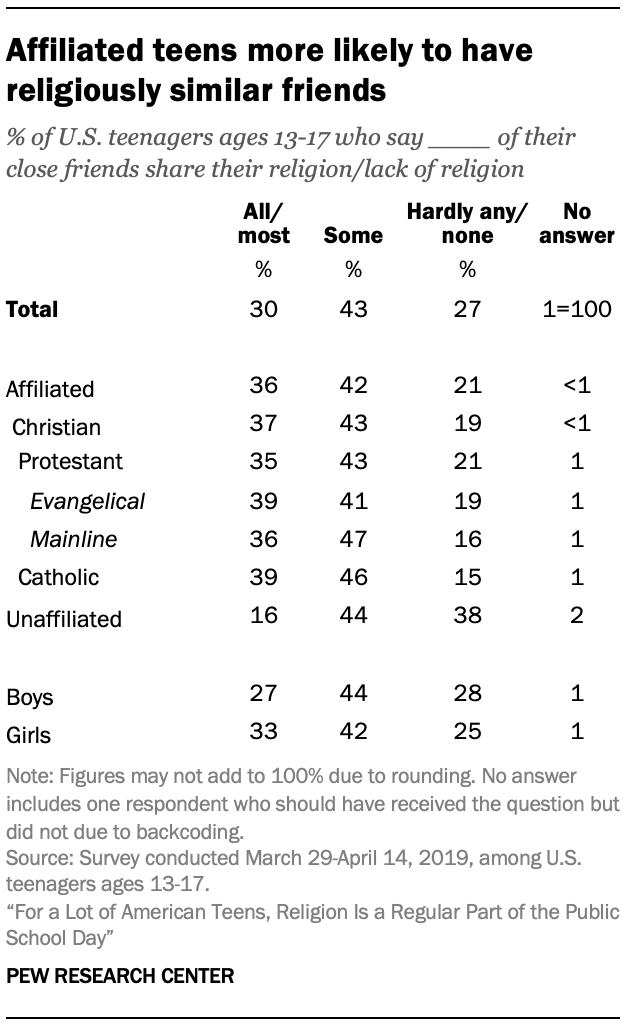 Affiliated teens more likely to have
religiously similar friends
% of U.S. teenagers ages 13-17 who say ____ of their
close friends share their religion/lack of religion
All/ Hardly any/ No
most Some none answer
% % %
Total 30 43 27 1=100
Affiliated 36 42 21 <1
Christian 37 43 19 <1
Protestant 35 43 21 1
Evangelical 39 41 19 1
Mainline 36 47 16 1
Catholic 39 46 15 1
Unaffiliated 16 44 38 2
Boys 27 44 28 1
Girls 33 42 25 1
Note: Figures may not add to 100% due to rounding. No answer
includes one respondent who should have received the question but
did not due to backcoding.
Source: Survey conducted March 29-April 14, 2019, among U.S.
teenagers ages 13-17.
“For a Lot of American Teens, Religion Is a Regular Part of the Public
School Day”
PEW RESEARCH CENTER